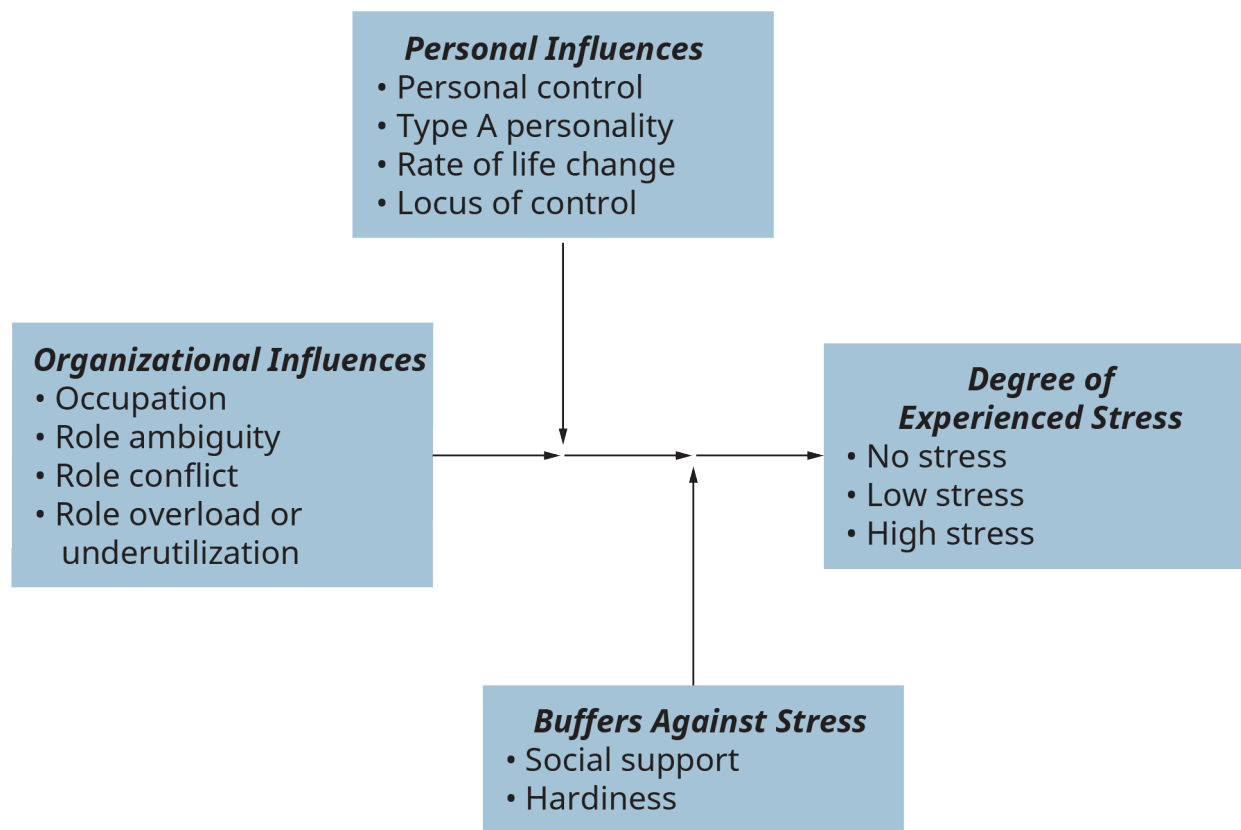 Personal Influences
• Personal control
• Type A personality
• Rate of life change
• Locus of control
Organizational Influences
• Occupation
• Role ambiguity
• Role conflict
• Role overload or
underutilization
Degree of
Experienced Stress
• No stress
• Low stress
• High stress
Buffers Against Stress
• Social support
• Hardiness